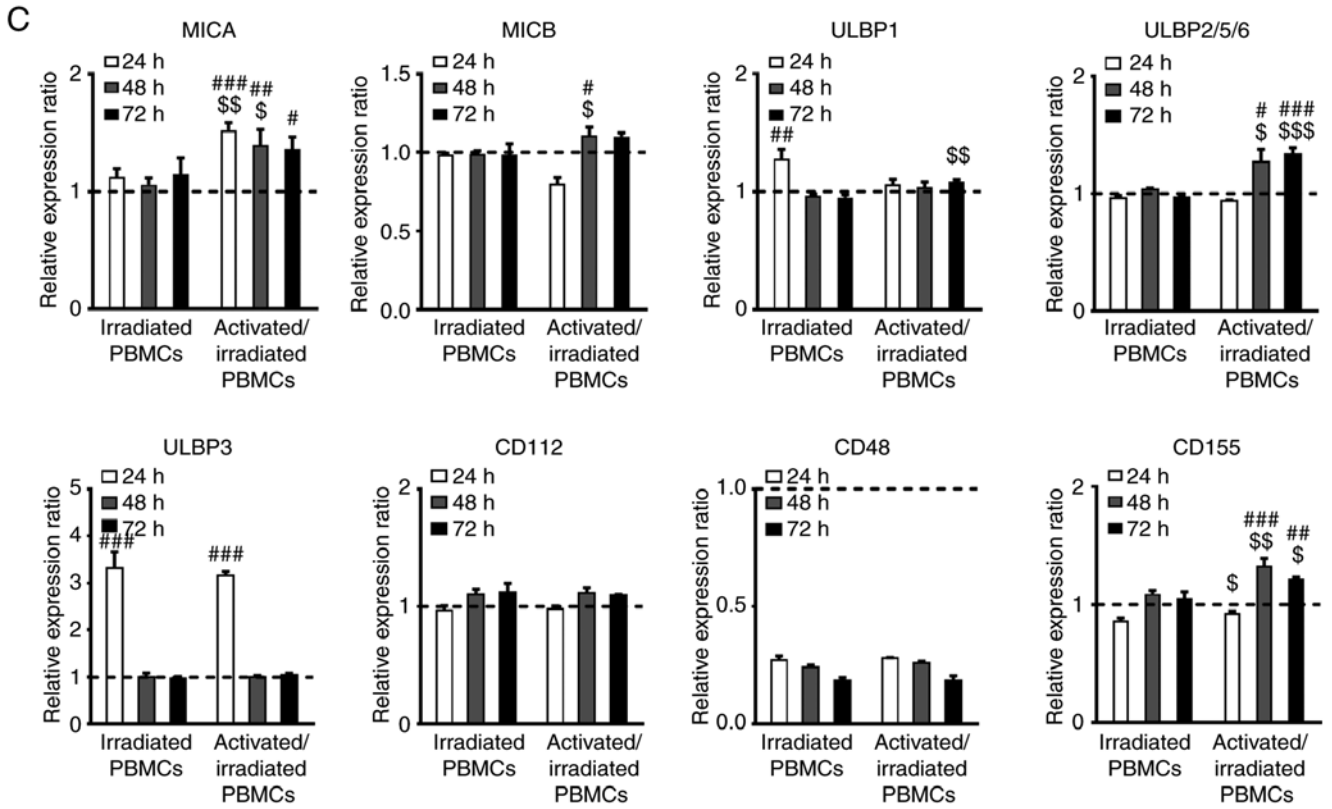 C
MICA
Relative expression ratio
2
1
0
24 h
48 h
72 h
###
$$
##
$
#
Irradiated
PBMCs
Activated/
irradiated
PBMCs
MICB
Relative expression ratio
1.5
1.0
0.5
0.0
24 h
48 h
72 h
#
$
Irradiated
PBMCs
Activated/
irradiated
PBMCs
ULBP1
Relative expression ratio
2
1
0
24 h
48 h
72 h
##
$$
Irradiated
PBMCs
Activated/
irradiated
PBMCs
ULBP2/5/6
Relative expression ratio
2
1
0
24 h
48 h
72 h
#
$
###
$$$
Irradiated
PBMCs
Activated/
irradiated
PBMCs
ULBP3
Relative expression ratio
5
4
3
2
1
0
24 h
48 h
72 h
###
###
Irradiated
PBMCs
Activated/
irradiated
PBMCs
CD112
Relative expression ratio
2
1
0
24 h
48 h
72 h
Irradiated
PBMCs
Activated/
irradiated
PBMCs
CD48
Relative expression ratio
1.0
0.5
0.0
24 h
48 h
72 h
Irradiated
PBMCs
Activated/
irradiated
PBMCs
CD155
Relative expression ratio
2
1
0
24 h
48 h
72 h
$
###
$$
##
$
Irradiated
PBMCs
Activated/
irradiated
PBMCs